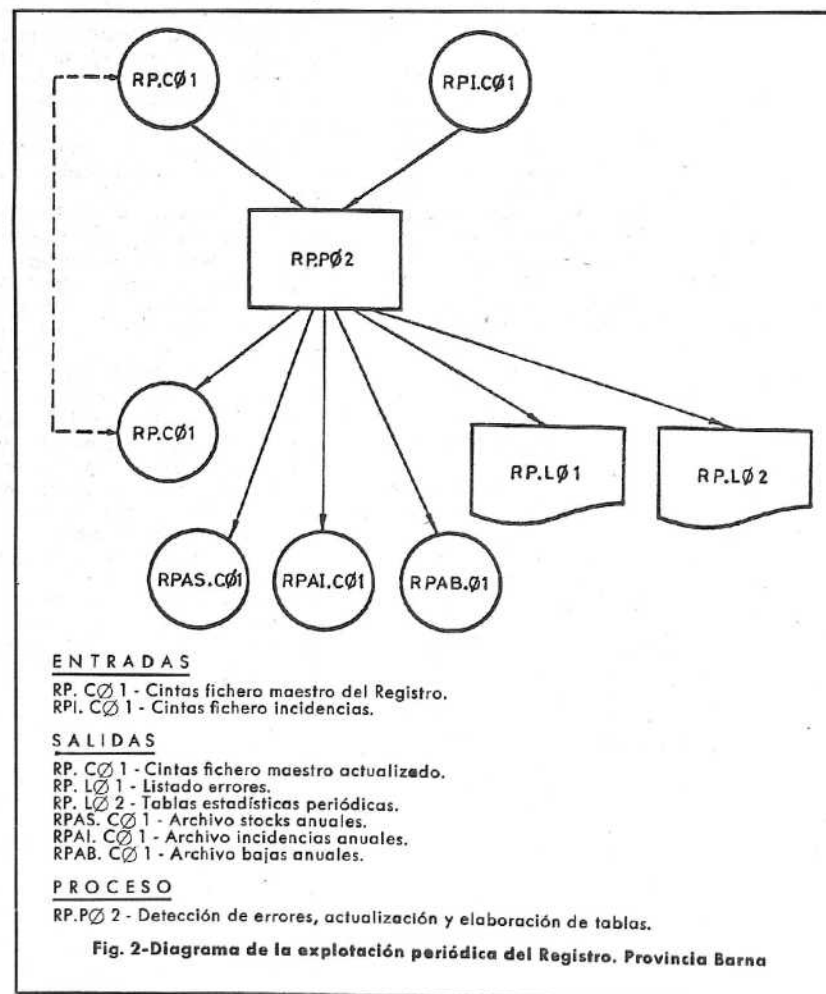 RP.CØ1
RPI.CØ1
RP.PØ2
RP.CØ1
RP.LØ1
RP.LØ2
RPAS.CØ1
RPAI.CØ1
RPAB.Ø1
ENTRADAS
RP. CØ 1 - Cintas fichero maestro del Registro.
RPI. CØ 1 - Cintas fichero incidencias.
SALIDAS
RP. CØ 1 - Cintas fichero maestro actualizado.
RP. LØ 1 - Listado errores.
RP. LØ 2 - Tablas estadísticas periódicas.
RPAS. CØ 1 - Archivo stocks anuales.
RPAI. CØ 1 - Archivo incidencias anuales.
RPAB. CØ 1 - Archivo bajas anuales.
PROCESO
RP.PØ 2 - Detección de errores, actualización y elaboración de tablas.
Fig. 2-Diagrama de la explotación periódica del Registro. Provincia Barna